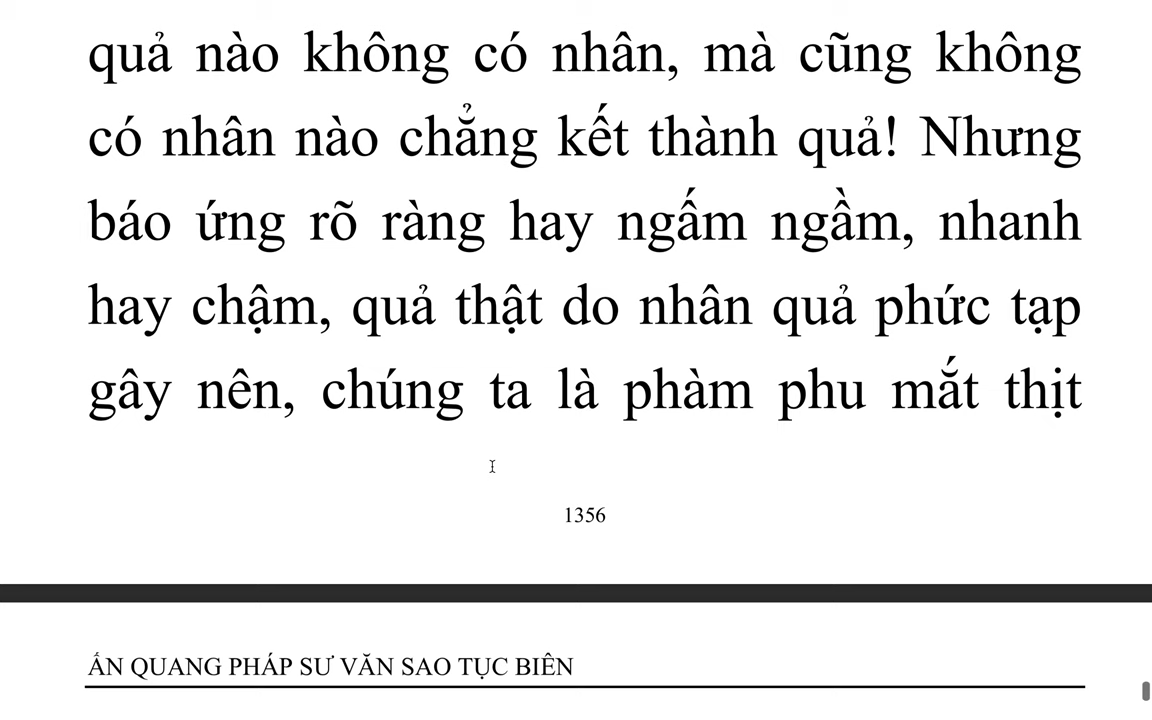 quả nào không có nhân, mà cũng không
có nhân nào chẳng kết thành quả! Nhưng
báo ứng rõ ràng hay ngấm ngầm, nhanh
hay chậm, quả thật do nhân quả phức tạp
gây nên, chúng ta là phàm phu mắt thịt
1356
ẤN QUANG PHÁP SƯ VĂN SAO TỤC BIÊN